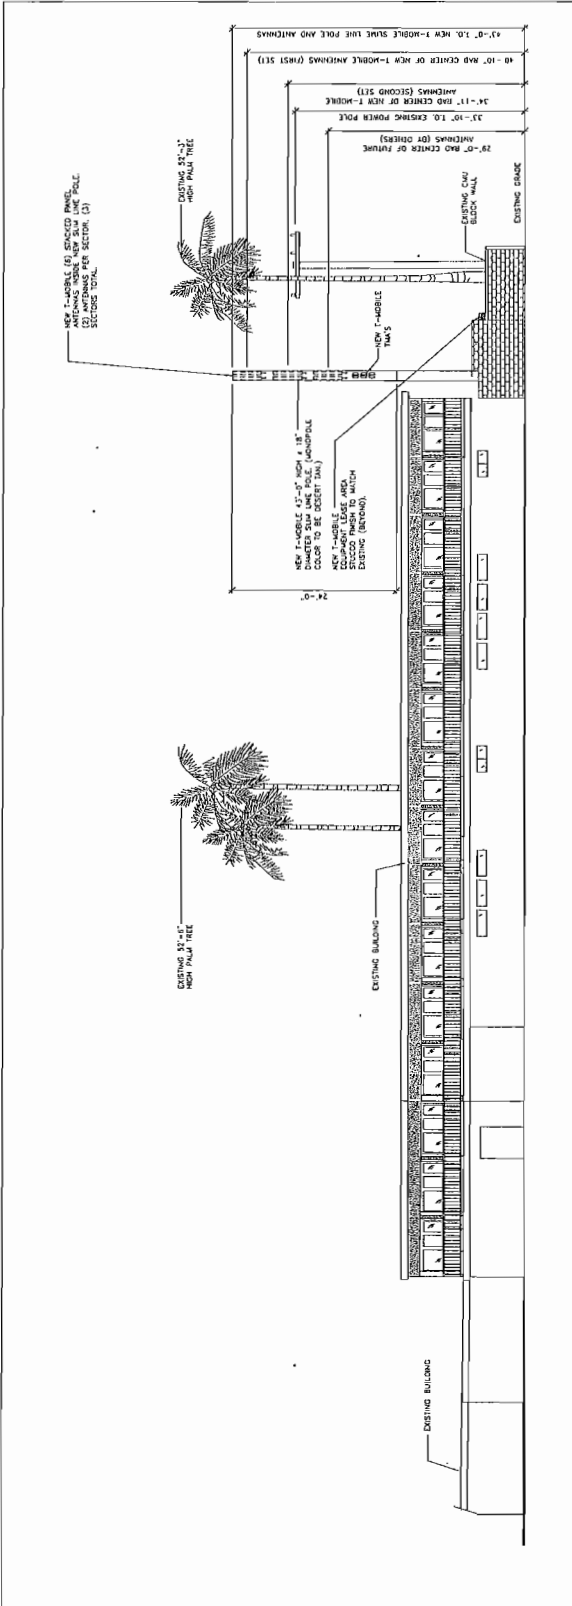 43'-0" T.O. NEW T-MOBILE SLIME LINE POLE AND ANTENNAS
40'-10" RAD CENTER OF NEW T-MOBILE ANTENNAS (FIRST SET)
34'-11" RAD CENTER OF NEW T-MOBILE
ANTENNAS (SECOND SET)
33'-10" T.O. EXISTING POWER POLE
29'-0" RAD CENTER OF FUTURE
ANTENNAS (BY OTHERS)
NEW T-MOBILE (6) STACKED PANEL
ANTENNAS INSIDE NEW SLIM LINE POLE.
(2) ANTENNAS PER SECTOR, (3)
SECTORS TOTAL.
EXISTING 52'-3"
HIGH PALM TREE
EXISTING CMU
BLOCK WALL
EXISTING GRADE
NEW T-MOBILE
TMA'S
NEW T-MOBILE 43'-0" HIGH x 18"
DIAMETER SLIM LINE POLE. (MONOPOLE
COLOR TO BE DESERT TAN.)
NEW T-MOBILE
EQUIPMENT LEASE AREA
STUCCO FINISH TO MATCH
EXISTING (BEYOND).
24'-0"
EXISTING 52'-6"
HIGH PALM TREE
EXISTING BUILDING
EXISTING BUILDING